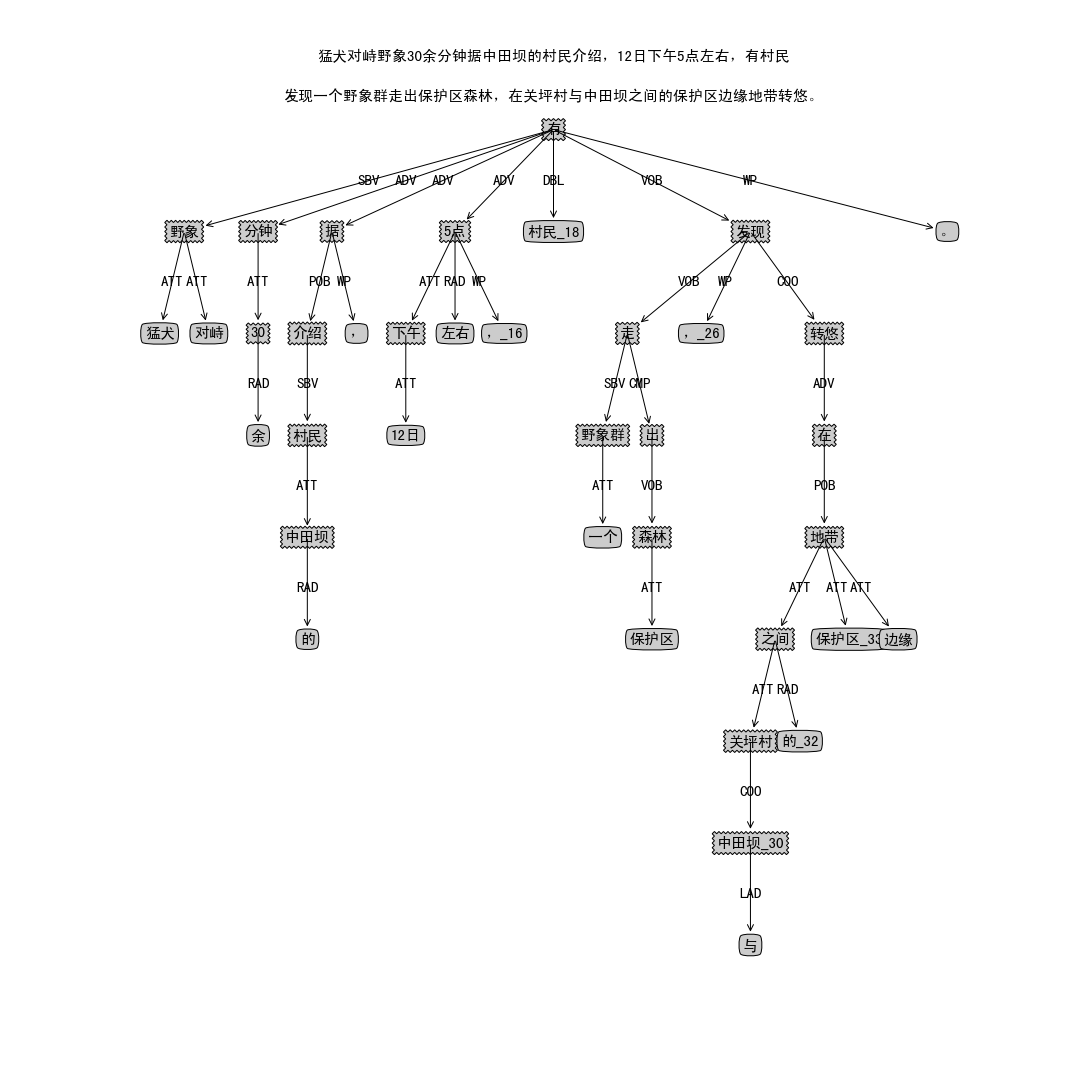 猛犬对峙野象30余分钟据中田坝的村民介绍，12日下午5点左右，有村民
发现一个野象群走出保护区森林，在关坪村与中田坝之间的保护区边缘地带转悠。
有
SBV ADV ADV ADV DBL VOB WP
野象 分钟 据 5点 村民_18 发现 。
ATT ATT ATT POB WP ATT RAD WP VOB WP COO
猛犬 对峙 30 介绍 ， 下午 左右 ，_16 走 ，_26 转悠
RAD SBV ATT SBV CMP ADV
余 村民 12日 野象群 出 在
ATT ATT VOB POB
中田坝 一个 森林 地带
RAD ATT ATT ATT ATT
的 保护区 之间 保护区_33 边缘
ATT RAD
关坪村 的_32
COO
中田坝_30
LAD
与